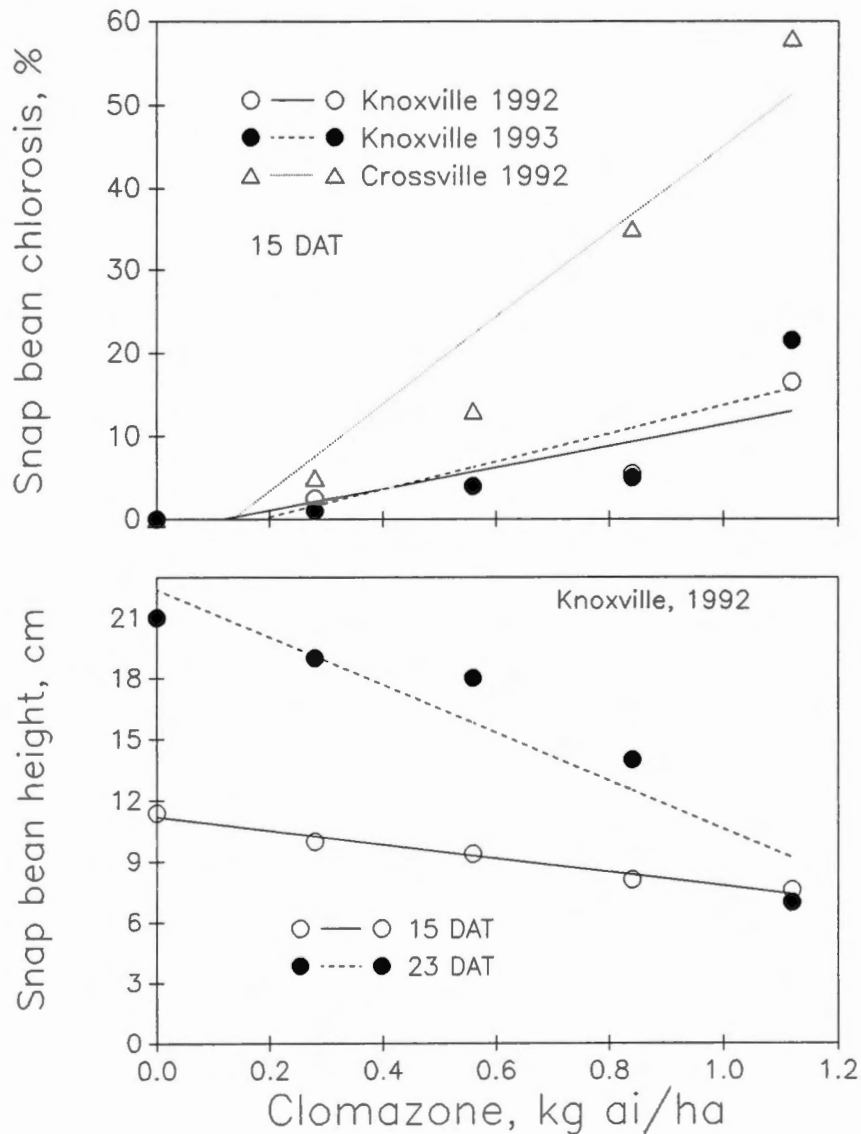 Snap bean chlorosis, %
60
50
40
30
20
10
0
Knoxville 1992
Knoxville 1993
Crossville 1992
15 DAT
Snap bean height, cm
21
18
15
12
9
6
3
0
Knoxville, 1992
15 DAT
23 DAT
0.0 0.2 0.4 0.6 0.8 1.0 1.2
Clomazone, kg ai/ha